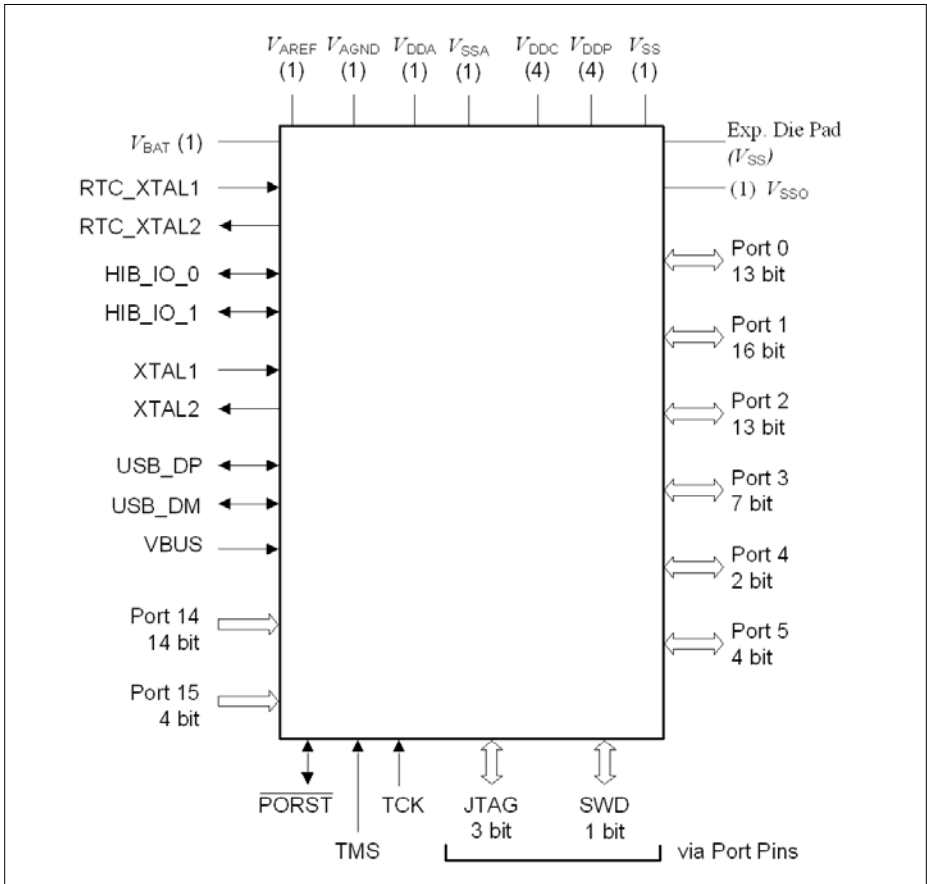 VAREF VAGND VDDA VSSA VDDC VDDP VSS
(1) (1) (1) (1) (4) (4) (1)
VBAT (1)
RTC_XTAL1
RTC_XTAL2
HIB_IO_0
HIB_IO_1
XTAL1
XTAL2
USB_DP
USB_DM
VBUS
Port 14
14 bit
Port 15
4 bit
Exp. Die Pad
(VSS)
(1) VSSO
Port 0
13 bit
Port 1
16 bit
Port 2
13 bit
Port 3
7 bit
Port 4
2 bit
Port 5
4 bit
PORST TCK JTAG SWD
3 bit 1 bit
TMS via Port Pins